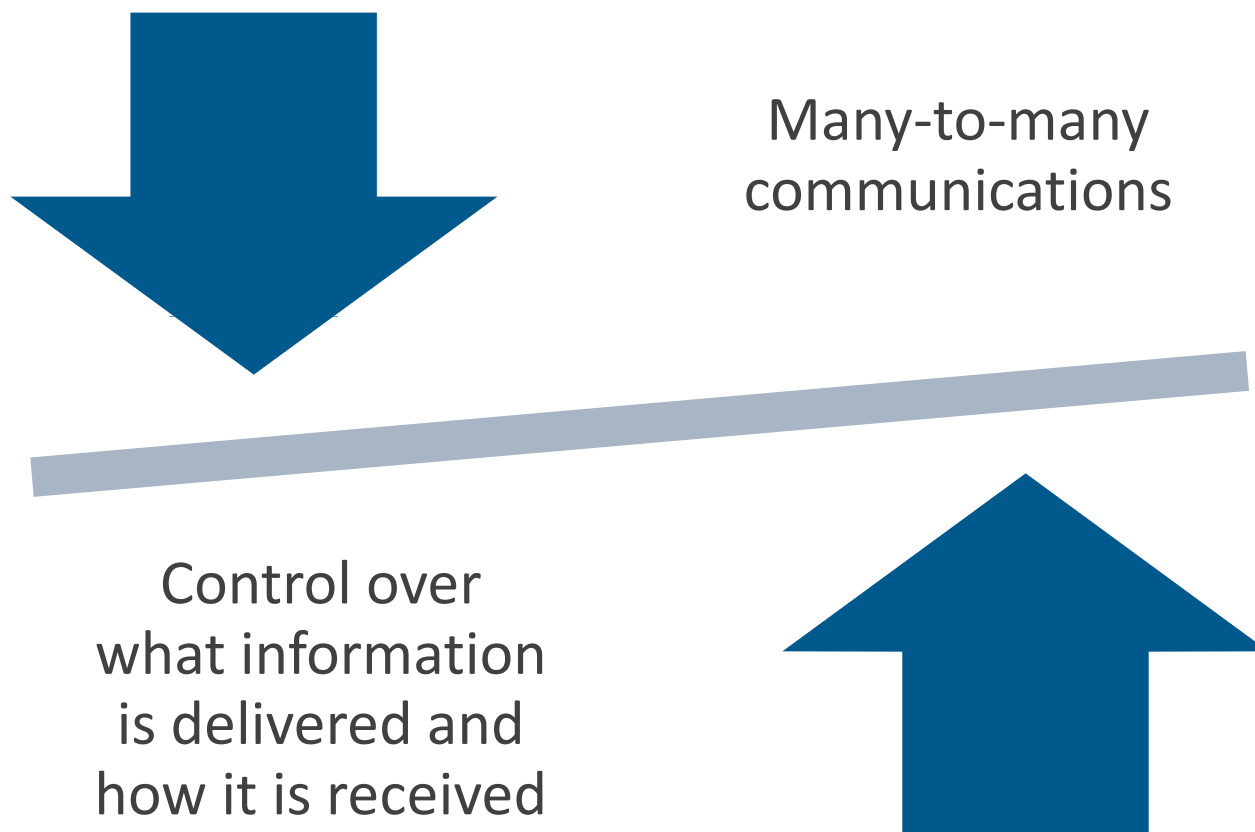 Many-to-many
communications
Control over
what information
is delivered and
how it is received